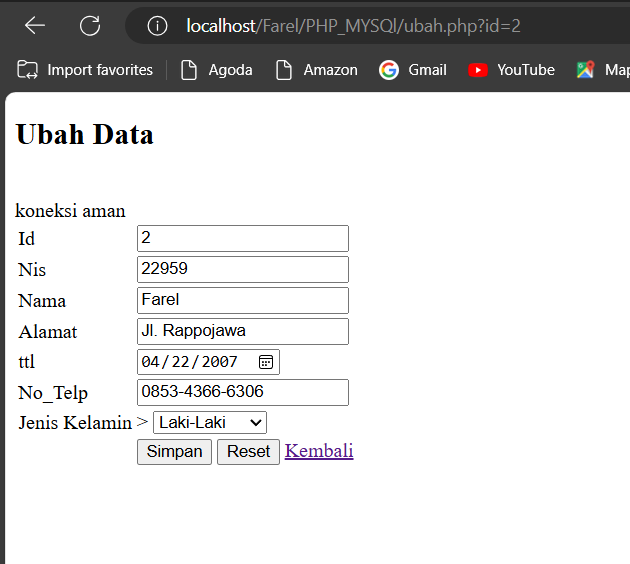 localhost/Farel/PHP_MYSQl/ubah.php?id=2
Import favorites Agoda Amazon Gmail YouTube Map
Ubah Data
koneksi aman
Id 2
Nis 22959
Nama Farel
Alamat Jl. Rappojawa
ttl 04/22/2007
No_Telp 0853-4366-6306
Jenis Kelamin > Laki-Laki
Simpan Reset Kembali